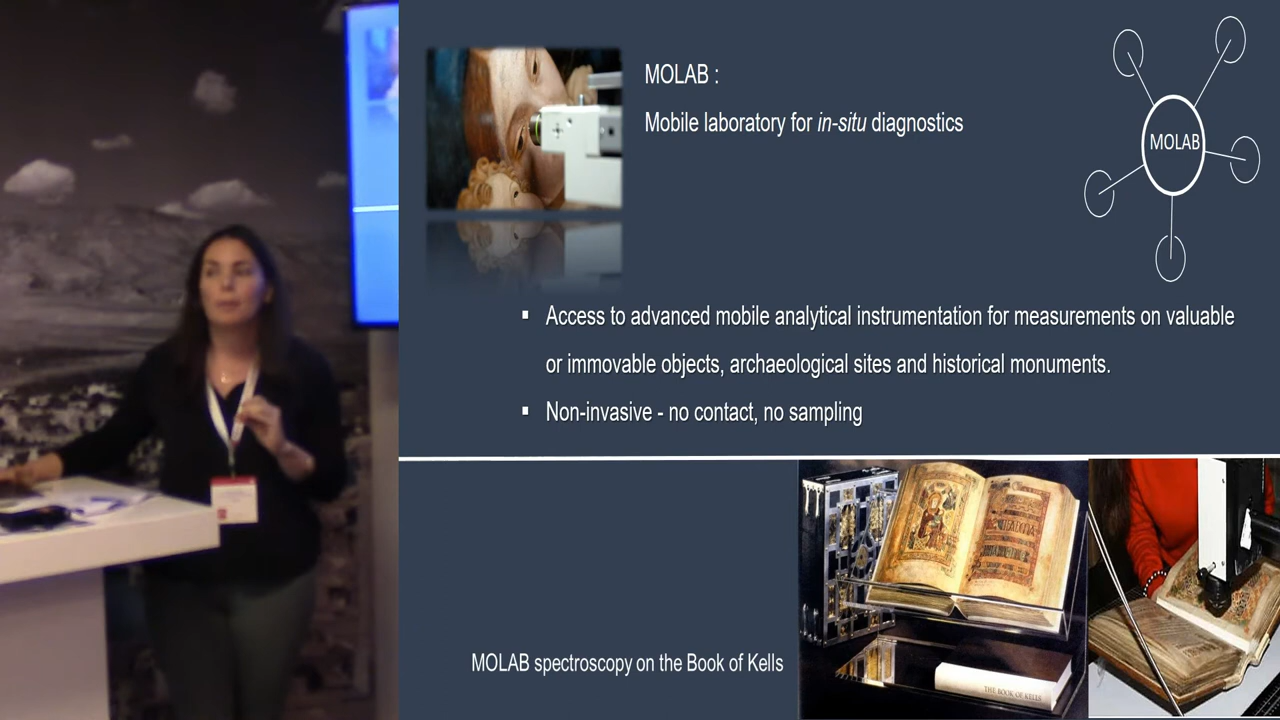 MOLAB :
Mobile laboratory for in-situ diagnostics
MOLAB
Access to advanced mobile analytical instrumentation for measurements on valuable
or immovable objects, archaeological sites and historical monuments.
Non-invasive - no contact, no sampling
MOLAB spectroscopy on the Book of Kells
THE BOOK OF KELLS